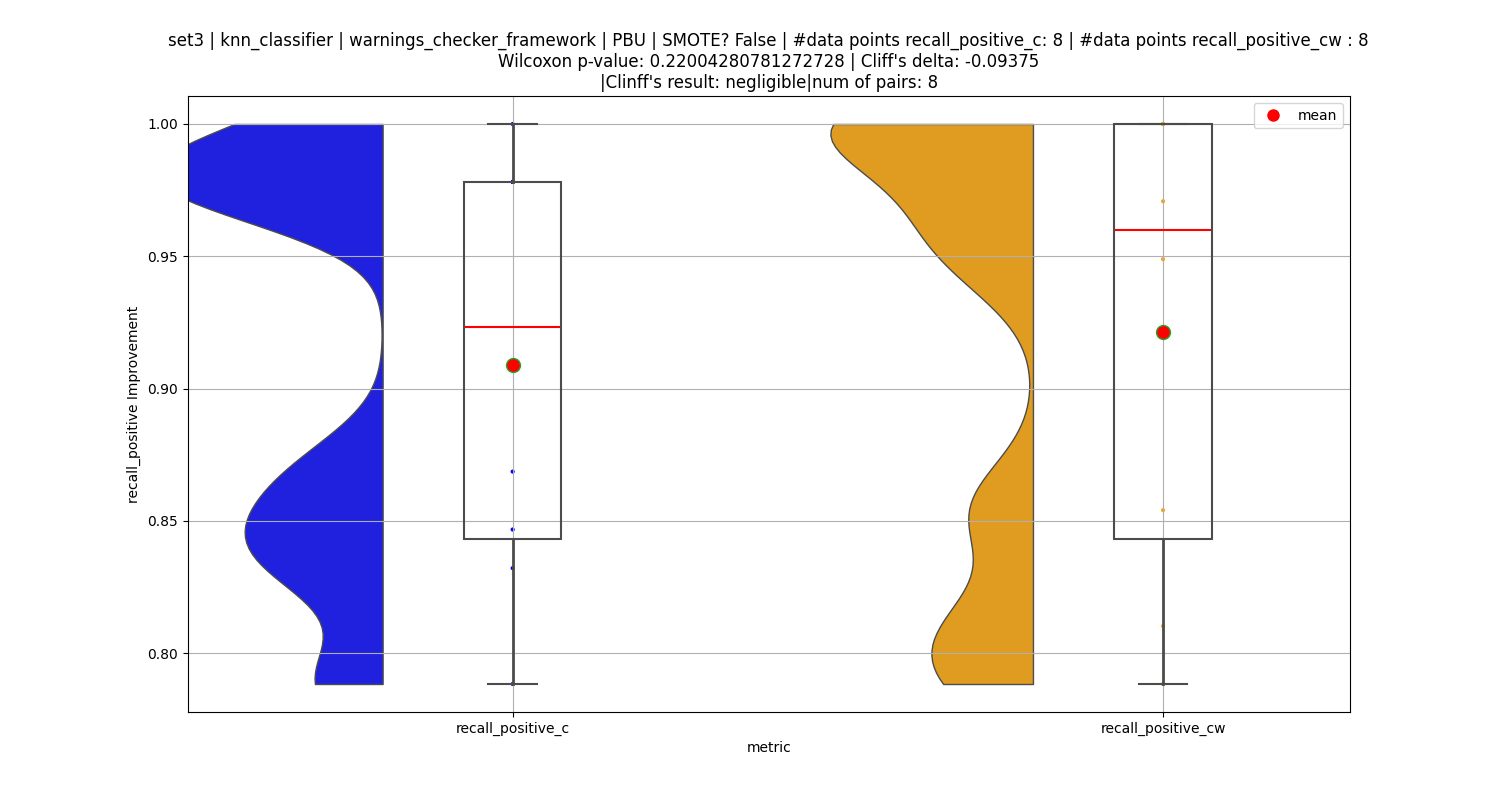 set3 | knn_classifier | warnings_checker_framework | PBU | SMOTE? False | #data points recall_positive_c: 8 | #data points recall_positive_cw : 8
Wilcoxon p-value: 0.22004280781272728 | Cliff's delta: -0.09375
|Clinff's result: negligible|num of pairs: 8
mean
1.00
0.95
0.90
0.85
0.80
recall_positive Improvement
recall_positive_c
recall_positive_cw
metric